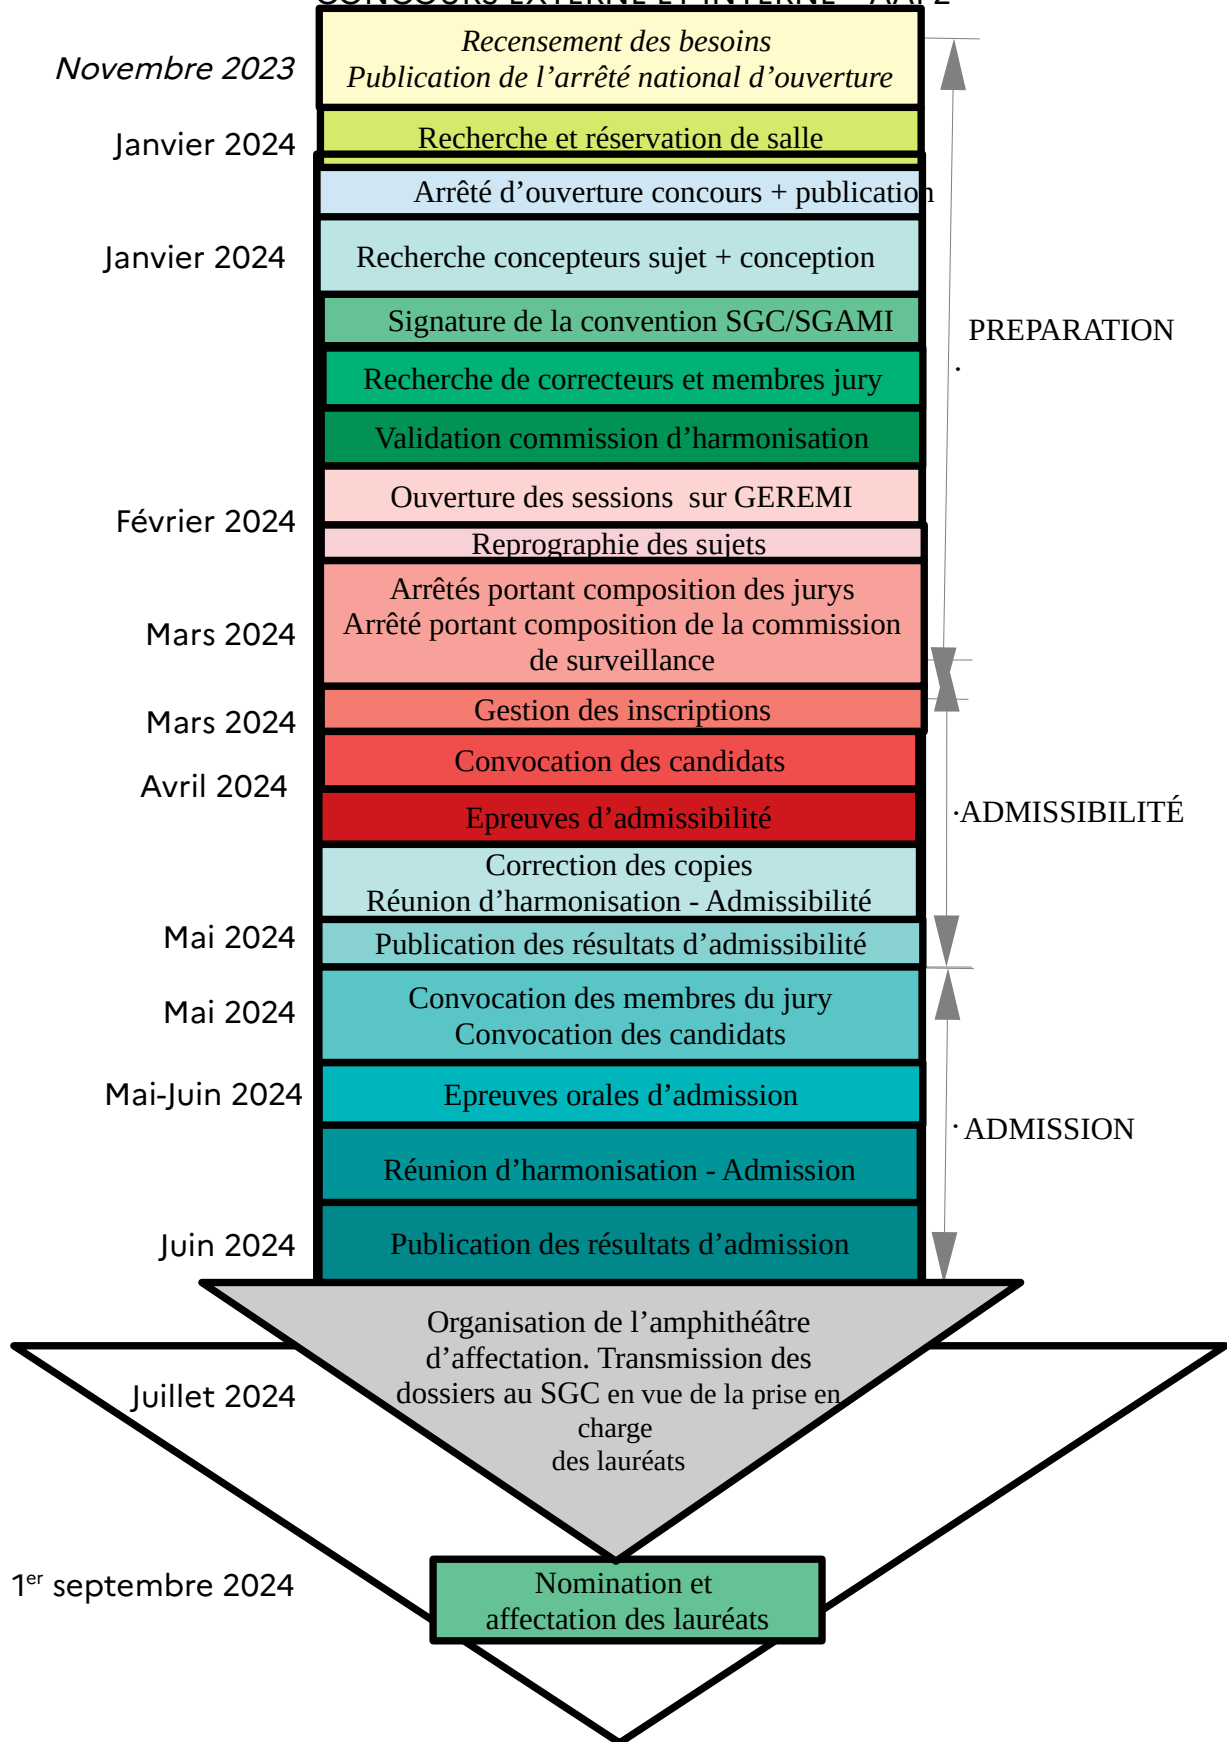 CONCOURS EXTERNE ET INTERNE - AAP2
Novembre 2023
Recensement des besoins
Publication de l’arrêté national d’ouverture
Janvier 2024
Recherche et réservation de salle
Arrêté d’ouverture concours + publication
Janvier 2024
Recherche concepteurs sujet + conception
Signature de la convention SGC/SGAMI
PREPARATION
Recherche de correcteurs et membres jury
Validation commission d’harmonisation
Ouverture des sessions  sur GEREMI
Février 2024
Reprographie des sujets
Arrêtés portant composition des jurys
Mars 2024
Arrêté portant composition de la commission
de surveillance
Mars 2024
Gestion des inscriptions
Convocation des candidats
Avril 2024
ADMISSIBILITÉ
Epreuves d’admissibilité
Correction des copies
Réunion d’harmonisation - Admissibilité
Mai 2024
Publication des résultats d’admissibilité
Mai 2024
Convocation des membres du jury
Convocation des candidats
Mai-Juin 2024
Epreuves orales d’admission
ADMISSION
Réunion d’harmonisation - Admission
Juin 2024
Publication des résultats d’admission
Organisation de l’amphithéâtre
d’affectation. Transmission des
Juillet 2024
dossiers au SGC en vue de la prise en
charge
des lauréats
1er septembre 2024
Nomination et
affectation des lauréats